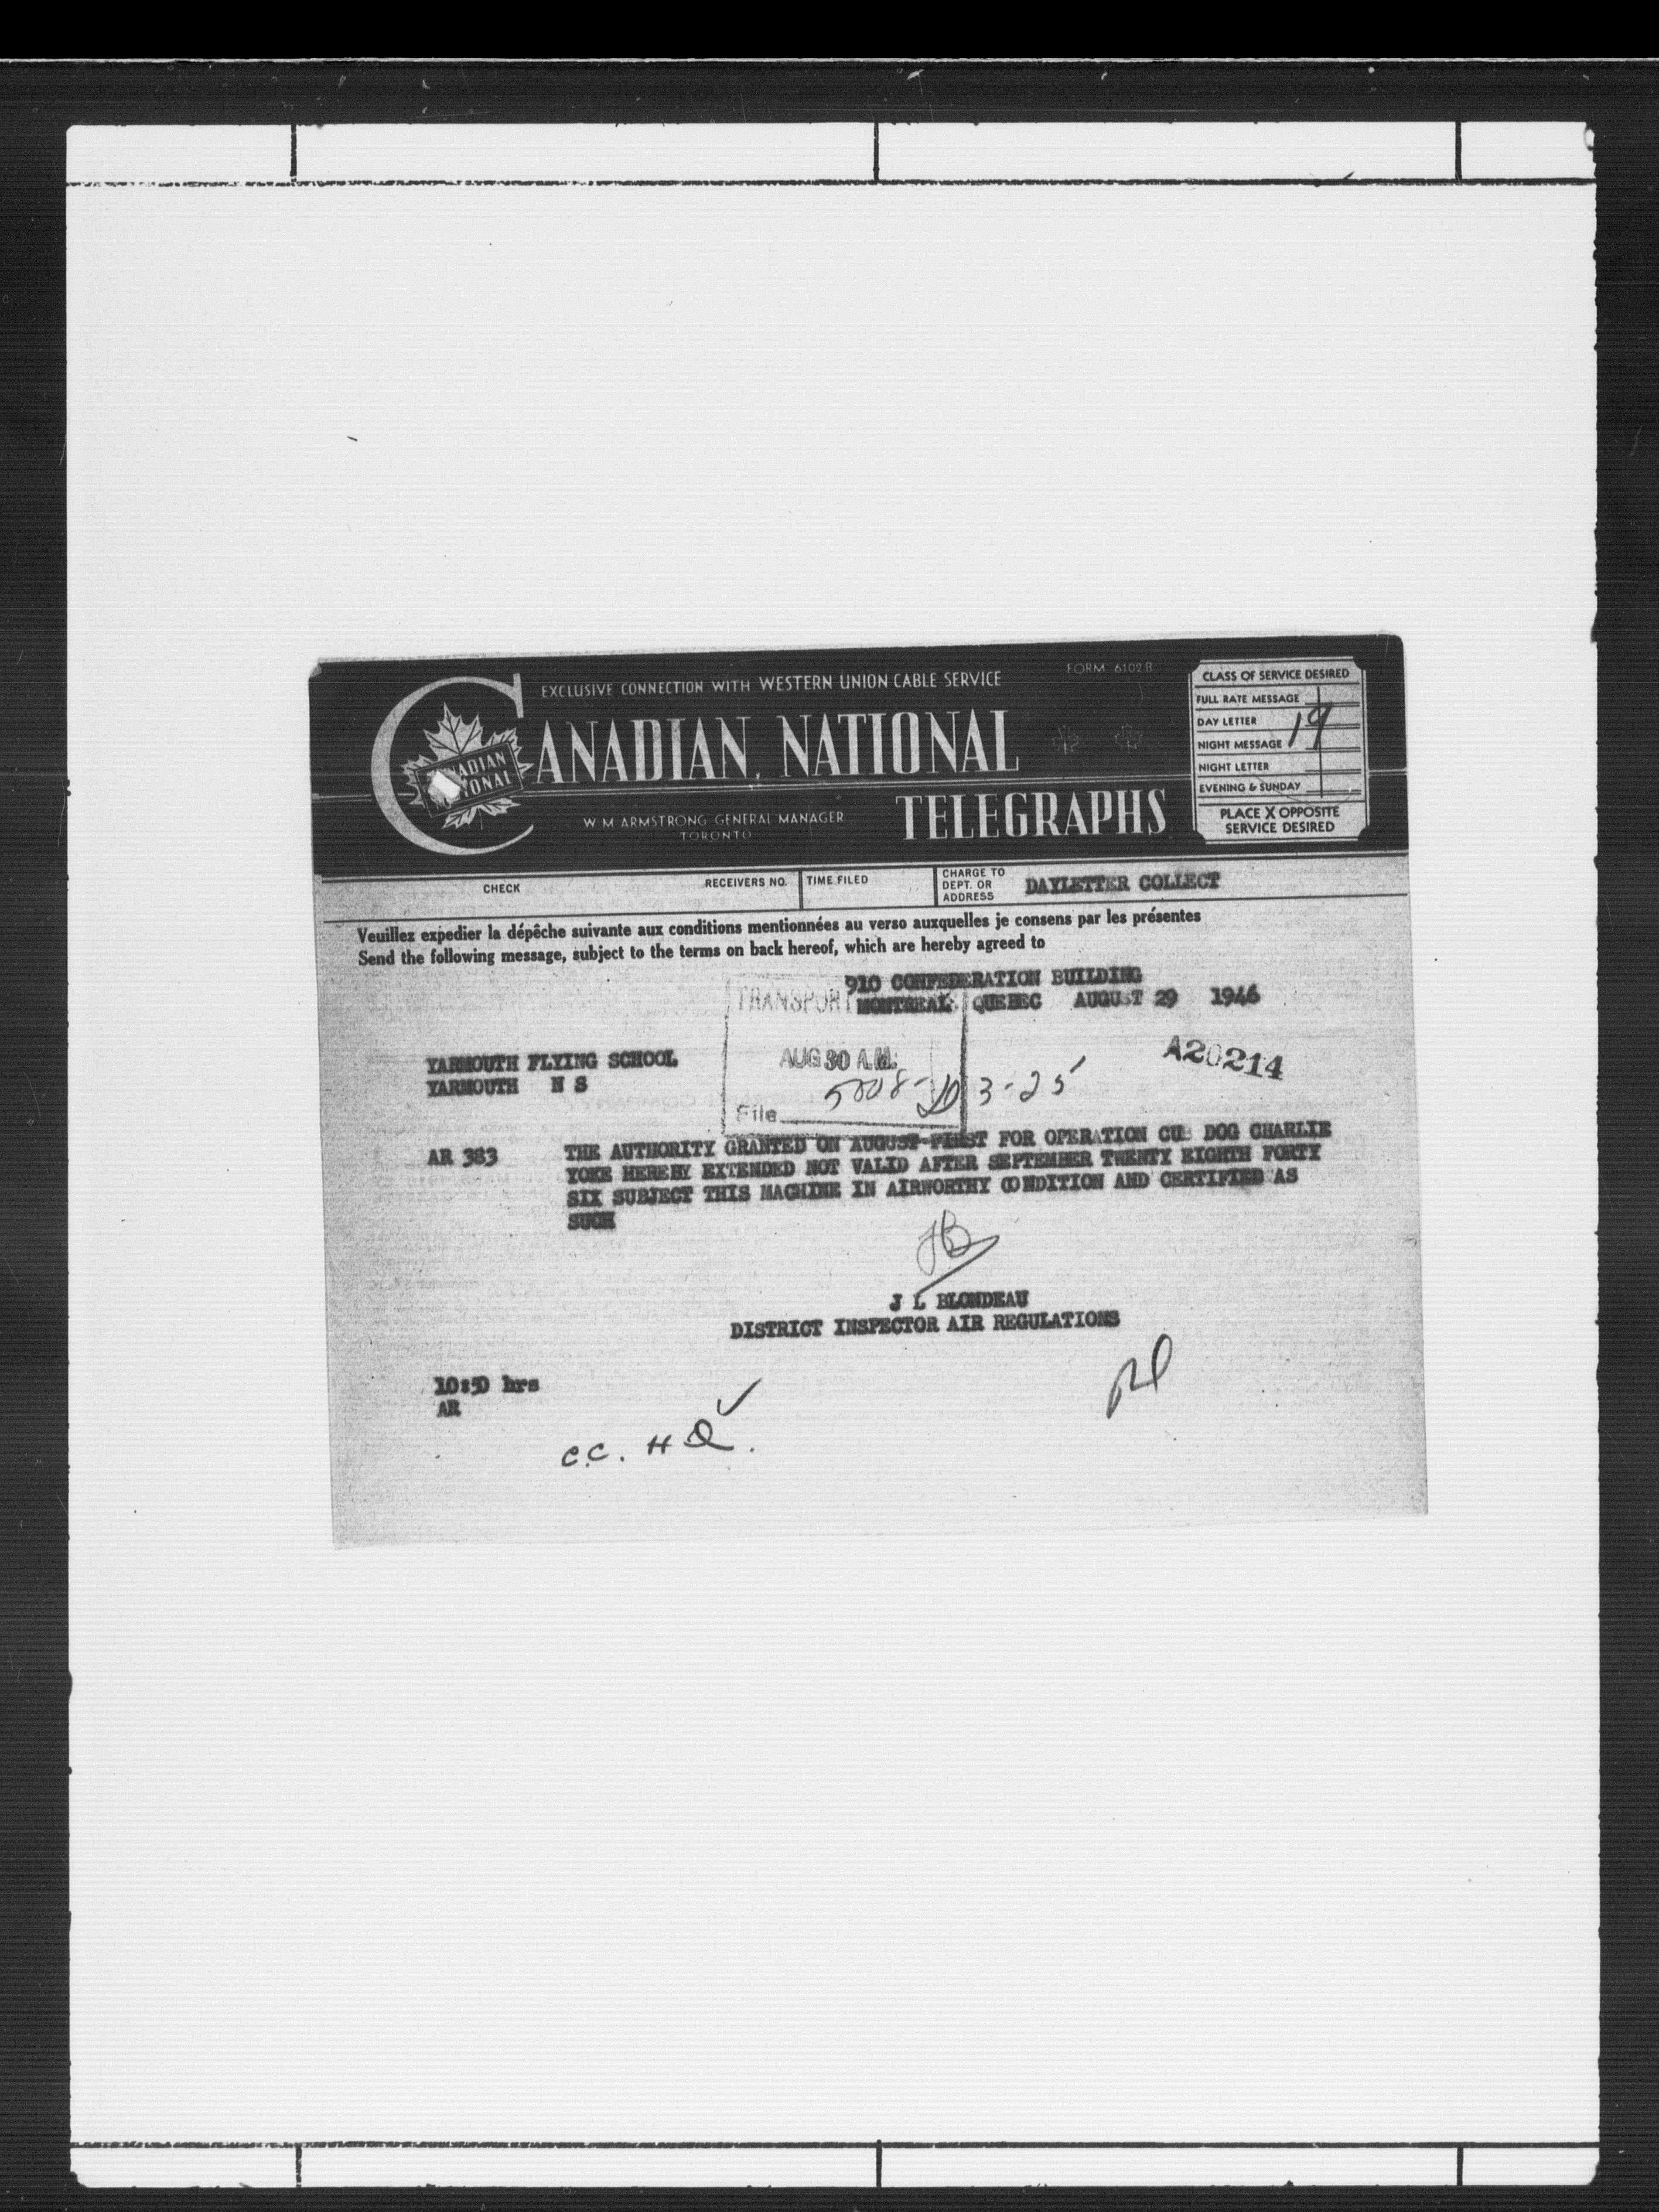 EXCLUSIVE CONNECTION WITH WESTERN UNION CABLE SERVICE
FORM 6102B
CANADIAN NATIONAL
TELEGRAPHS
W M ARMSTRONG GENERAL MANAGER
TORONTO
CLASS OF SERVICE DESIRED
FULL RATE MESSAGE
DAY LETTER
NIGHT MESSAGE
NIGHT LETTER
EVENING & SUNDAY
PLACE X OPPOSITE
SERVICE DESIRED
19
CHECK
RECEIVERS NO.
TIME FILED
CHARGE TO
DEPT. OR
ADDRESS
DAYLETTER COLLECT
Veuillez expedier la dépêche suivante aux conditions mentionnées au verso auxquelles je consens par les présentes
Send the following message, subject to the terms on back hereof, which are hereby agreed to
910 CONFEDERATION BUILDING
TRANSPORT
MONTREAL QUEBEC AUGUST 29 1946
YARMOUTH FLYING SCHOOL
YARMOUTH N S
AUG 30 A.M.
A20214
File 5008-D 3-25
AR 383 THE AUTHORITY GRANTED ON AUGUST FIRST FOR OPERATION CUB DOG CHARLIE
YOKE HEREBY EXTENDED NOT VALID AFTER SEPTEMBER TWENTY EIGHTH FORTY
SIX SUBJECT THIS MACHINE IN AIRWORTHY CONDITION AND CERTIFIED AS
SUCH
J L BLONDEAU
DISTRICT INSPECTOR AIR REGULATIONS
10:50 hrs
AR
C.C. HQ.